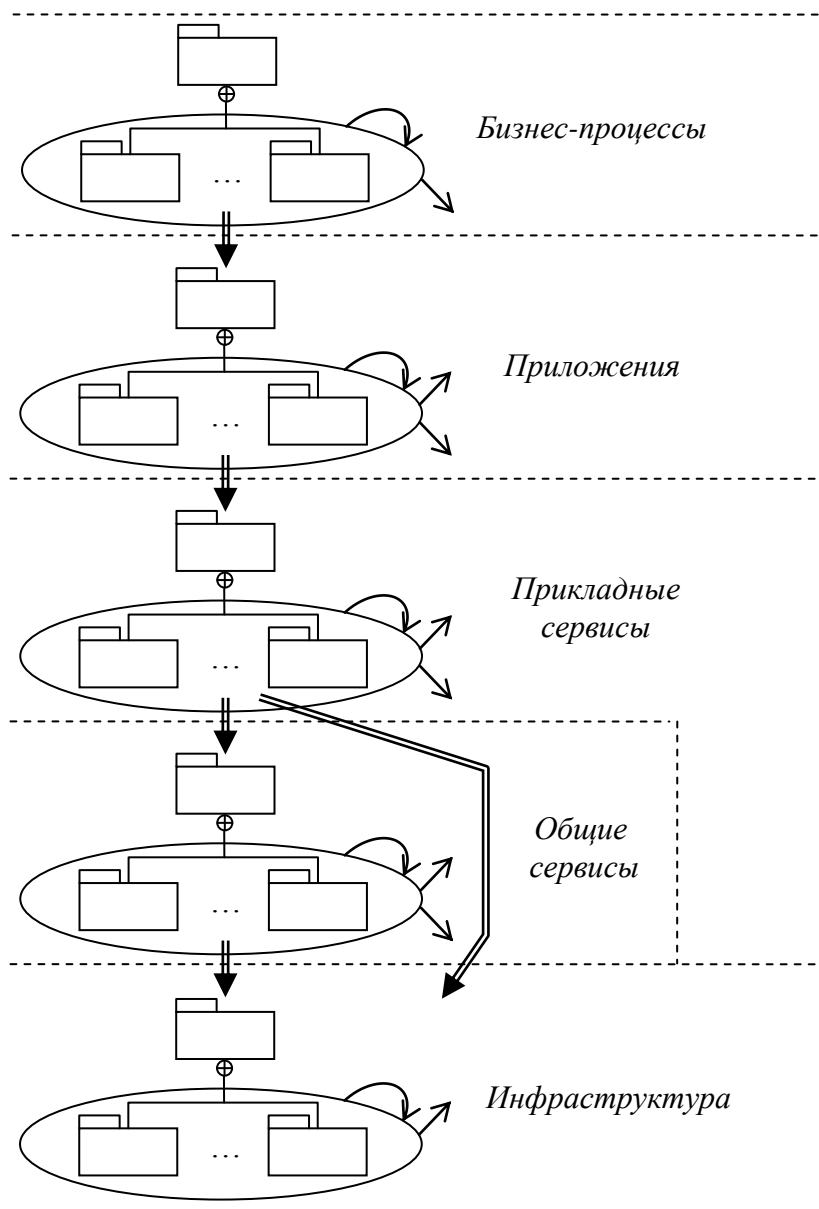 Бизнес-процессы
...
Приложения
...
Прикладные
сервисы
...
Общие
сервисы
...
Инфраструктура
...